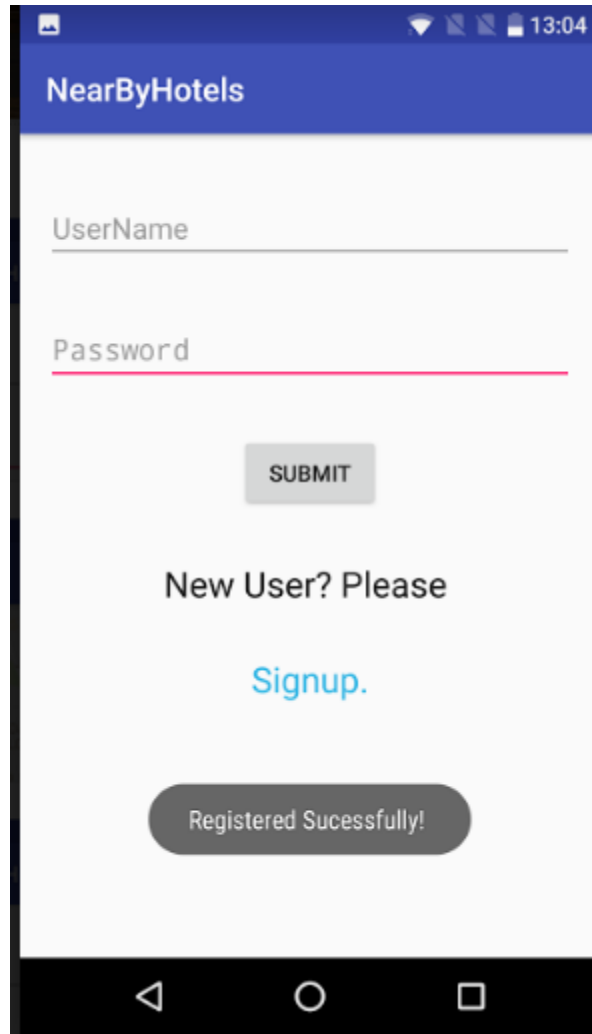 13:04
NearByHotels
UserName
Password
SUBMIT
New User? Please
Signup.
Registered Sucessfully!